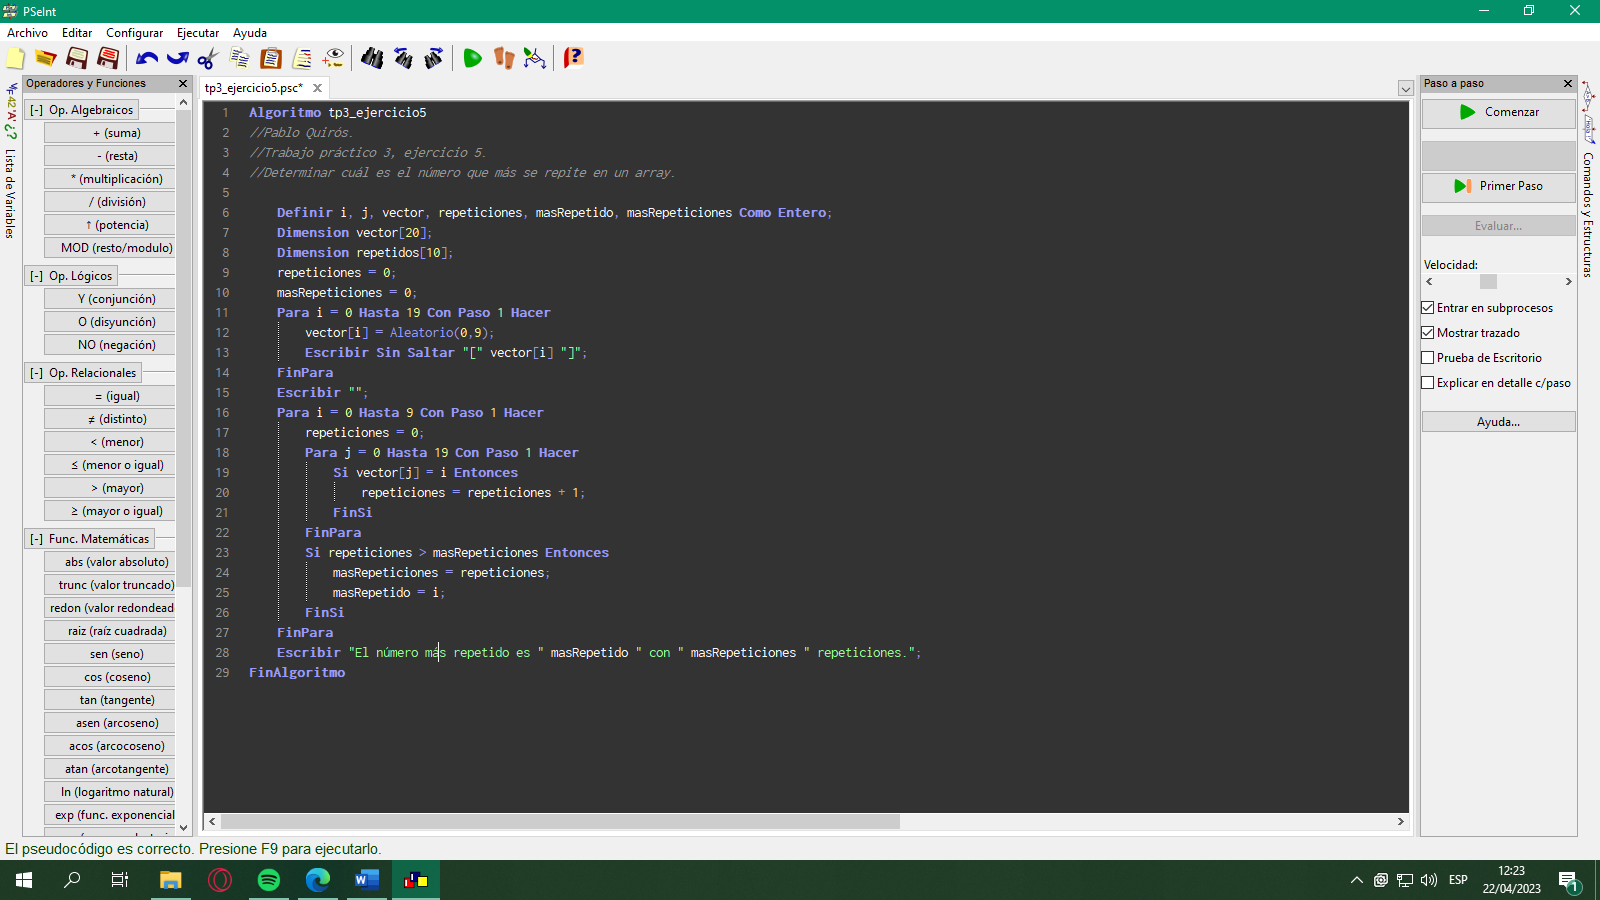 PSeInt
Archivo Editar Configurar Ejecutar Ayuda
Operadores y Funciones
[-] Op. Algebraicos
+ (suma)
- (resta)
* (multiplicación)
/ (división)
↑ (potencia)
MOD (resto/modulo)
[-] Op. Lógicos
Y (conjunción)
O (disyunción)
NO (negación)
[-] Op. Relacionales
= (igual)
≠ (distinto)
< (menor)
≤ (menor o igual)
> (mayor)
≥ (mayor o igual)
[-] Func. Matemáticas
abs (valor absoluto)
trunc (valor truncado)
redon (valor redondead
raiz (raíz cuadrada)
sen (seno)
cos (coseno)
tan (tangente)
asen (arcoseno)
acos (arcocoseno)
atan (arcotangente)
ln (logaritmo natural)
exp (func. exponencial
Lista de Variables
tp3_ejercicio5.psc*
1 Algoritmo tp3_ejercicio5
2 //Pablo Quirós.
3 //Trabajo práctico 3, ejercicio 5.
4 //Determinar cuál es el número que más se repite en un array.
5
6 Definir i, j, vector, repeticiones, masRepetido, masRepeticiones Como Entero;
7 Dimension vector[20];
8 Dimension repetidos[10];
9 repeticiones = 0;
10 masRepeticiones = 0;
11 Para i = 0 Hasta 19 Con Paso 1 Hacer
12 vector[i] = Aleatorio(0,9);
13 Escribir Sin Saltar "[" vector[i] "]";
14 FinPara
15 Escribir "";
16 Para i = 0 Hasta 9 Con Paso 1 Hacer
17 repeticiones = 0;
18 Para j = 0 Hasta 19 Con Paso 1 Hacer
19 Si vector[j] = i Entonces
20 repeticiones = repeticiones + 1;
21 FinSi
22 FinPara
23 Si repeticiones > masRepeticiones Entonces
24 masRepeticiones = repeticiones;
25 masRepetido = i;
26 FinSi
27 FinPara
28 Escribir "El número más repetido es " masRepetido " con " masRepeticiones " repeticiones.";
29 FinAlgoritmo
Paso a paso
Comenzar
Primer Paso
Evaluar...
Velocidad:
Entrar en subprocesos
Mostrar trazado
Prueba de Escritorio
Explicar en detalle c/paso
Ayuda...
Comandos y Estructuras
El pseudocódigo es correcto. Presione F9 para ejecutarlo.
ESP
12:23
22/04/2023
1